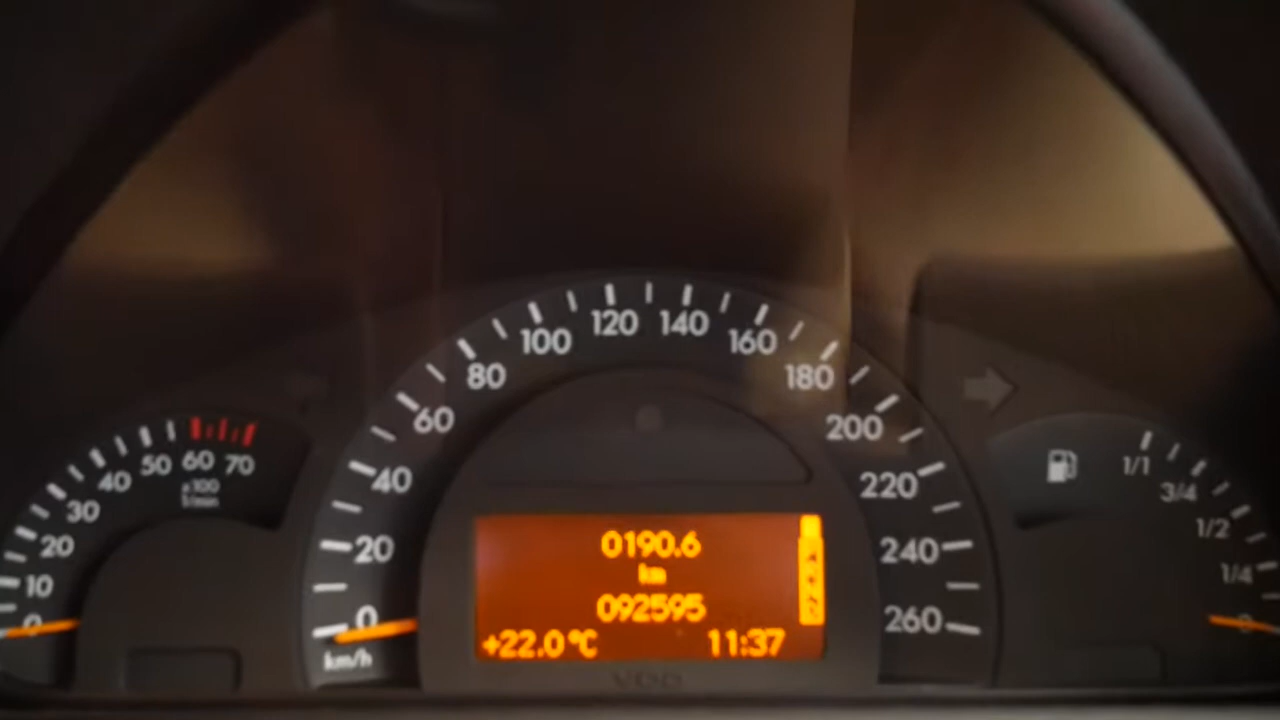 0190.6
km
092595
+22.0°C 11:37
0 10 20 30 40 50 60 70
x100
1/min
0 20 40 60 80 100 120 140 160 180 200 220 240 260
km/h
1/1 3/4 1/2 1/4 0
VDO